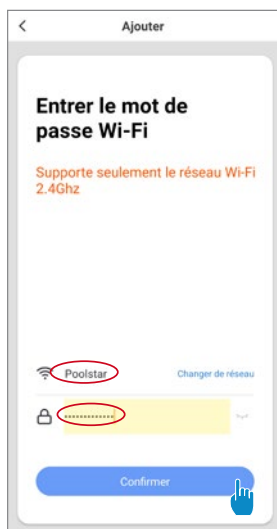 Ajouter
Entrer le mot de
passe Wi-Fi
Supporte seulement le réseau Wi-Fi
2.4Ghz
Poolstar Changer de réseau
•••••••••••••
Confirmer